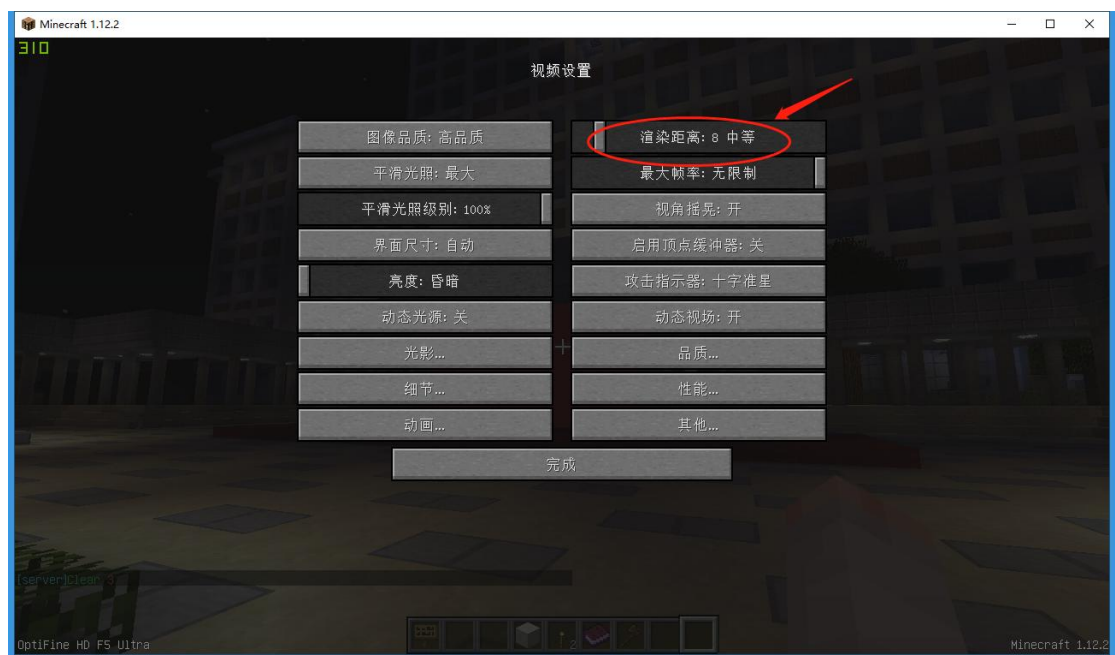 Minecraft 1.12.2
310
视频设置
图像品质: 高品质
渲染距离: 8 中等
平滑光照: 最大
最大帧率: 无限制
平滑光照级别: 100%
视角摇晃: 开
界面尺寸: 自动
启用顶点缓冲器: 关
亮度: 昏暗
攻击指示器: 十字准星
动态光源: 关
动态视场: 开
光影...
品质...
细节...
性能...
动画...
其他...
完成
[server]Clear 3
2
OptiFine HD F5 Ultra
Minecraft 1.12.2